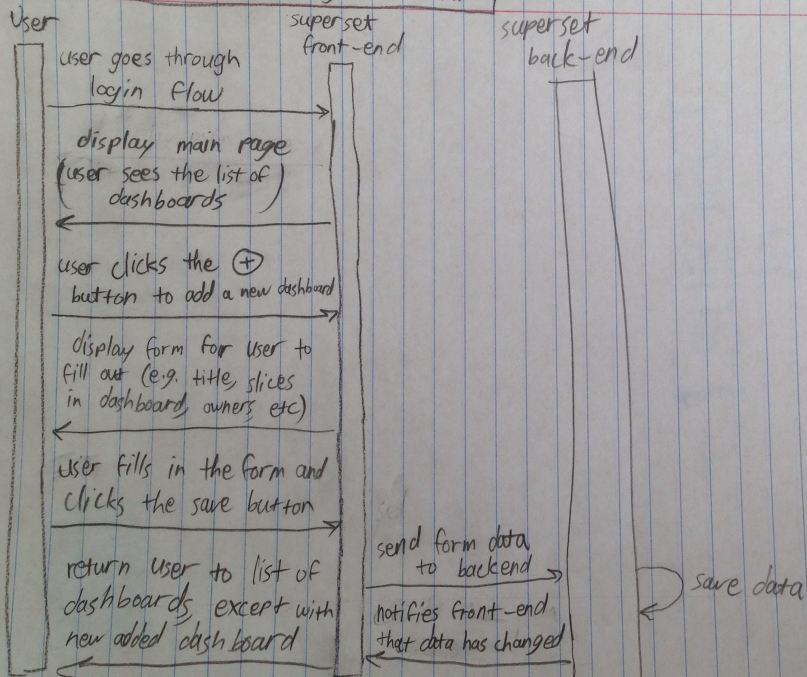 User
superset
front-end
superset
back-end
user goes through
login flow
display main page
(user sees the list of
dashboards)
user clicks the +
button to add a new dashboard
display form for user to
fill out (e.g. title, slices
in dashboard, owners, etc)
user fills in the form and
clicks the save button
send form data
to backend
save data
notifies front-end
that data has changed
return user to list of
dashboards, except with
new added dashboard